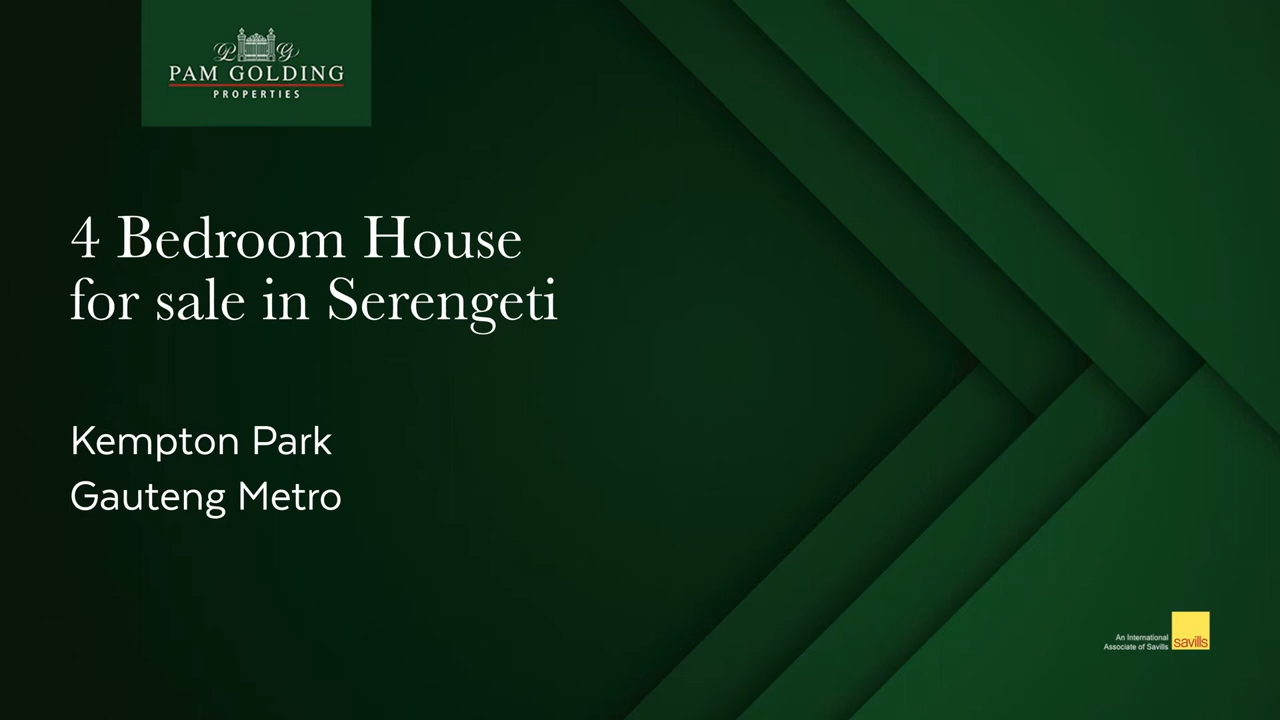 P G
PAM GOLDING
PROPERTIES
4 Bedroom House
for sale in Serengeti
Kempton Park
Gauteng Metro
An International
Associate of Savills
savills